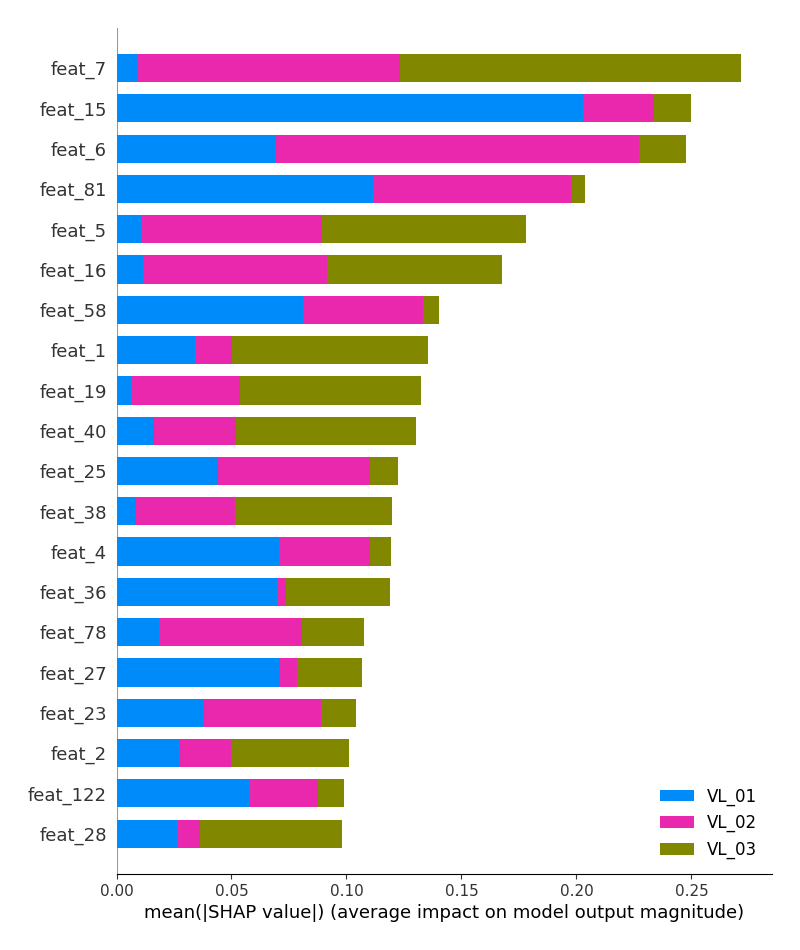 feat_7
feat_15
feat_6
feat_81
feat_5
feat_16
feat_58
feat_1
feat_19
feat_40
feat_25
feat_38
feat_4
feat_36
feat_78
feat_27
feat_23
feat_2
feat_122
feat_28
VL_01
VL_02
VL_03
0.00 0.05 0.10 0.15 0.20 0.25
mean(|SHAP value|) (average impact on model output magnitude)